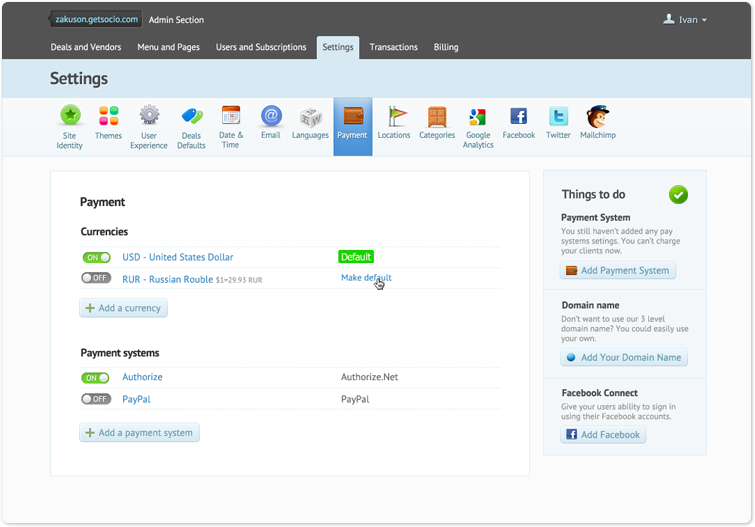 zakuson.getsocio.com Admin Section Ivan
Deals and Vendors Menu and Pages Users and Subscriptions Settings Transactions Billing
Settings
Site Identity
Themes
User Experience
Deals Defaults
Date & Time
Email
Languages
Payment
Locations
Categories
Google Analytics
Facebook
Twitter
Mailchimp
Payment
Currencies
ON USD - United States Dollar Default
OFF RUR - Russian Rouble $1=29.93 RUR Make default
Add a currency
Payment systems
ON Authorize Authorize.Net
OFF PayPal PayPal
Add a payment system
Things to do
Payment System
You still haven't added any pay
systems setings. You can't charge
your clients now.
Add Payment System
Domain name
Don't want to use our 3 level
domain name? You could easily use
your own.
Add Your Domain Name
Facebook Connect
Give your users ability to sign in
using their Facebook accounts.
Add Facebook